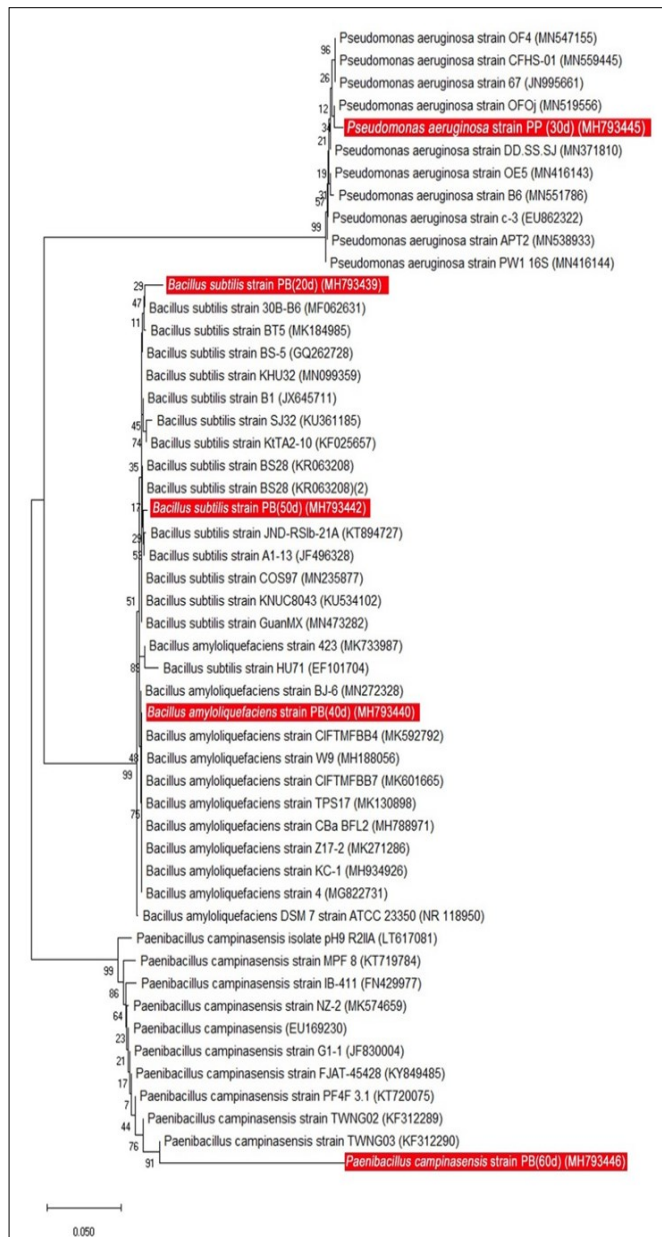 Pseudomonas aeruginosa strain OF4 (MN547155)
96
Pseudomonas aeruginosa strain CFHS-01 (MN559445)
26
Pseudomonas aeruginosa strain 67 (JN995661)
12
Pseudomonas aeruginosa strain OFOj (MN519556)
34
Pseudomonas aeruginosa strain PP (30d) (MH793445)
21
Pseudomonas aeruginosa strain DD.SS.SJ (MN371810)
19
Pseudomonas aeruginosa strain OE5 (MN416143)
31
Pseudomonas aeruginosa strain B6 (MN551786)
57
Pseudomonas aeruginosa strain c-3 (EU862322)
99
Pseudomonas aeruginosa strain APT2 (MN538933)
Pseudomonas aeruginosa strain PW1 16S (MN416144)
29
Bacillus subtilis strain PB(20d) (MH793439)
47
Bacillus subtilis strain 30B-B6 (MF062631)
11
Bacillus subtilis strain BT5 (MK184985)
Bacillus subtilis strain BS-5 (GQ262728)
Bacillus subtilis strain KHU32 (MN099359)
Bacillus subtilis strain B1 (JX645711)
45
Bacillus subtilis strain SJ32 (KU361185)
74
Bacillus subtilis strain KtTA2-10 (KF025657)
35
Bacillus subtilis strain BS28 (KR063208)
Bacillus subtilis strain BS28 (KR063208)(2)
17
Bacillus subtilis strain PB(50d) (MH793442)
29
Bacillus subtilis strain JND-RSlb-21A (KT894727)
Bacillus subtilis strain A1-13 (JF496328)
Bacillus subtilis strain COS97 (MN235877)
51
Bacillus subtilis strain KNUC8043 (KU534102)
Bacillus subtilis strain GuanMX (MN473282)
Bacillus amyloliquefaciens strain 423 (MK733987)
89
Bacillus subtilis strain HU71 (EF101704)
Bacillus amyloliquefaciens strain BJ-6 (MN272328)
Bacillus amyloliquefaciens strain PB(40d) (MH793440)
Bacillus amyloliquefaciens strain CIFTMFBB4 (MK592792)
48
Bacillus amyloliquefaciens strain W9 (MH188056)
99
Bacillus amyloliquefaciens strain CIFTMFBB7 (MK601665)
Bacillus amyloliquefaciens strain TPS17 (MK130898)
75
Bacillus amyloliquefaciens strain CBa BFL2 (MH788971)
Bacillus amyloliquefaciens strain Z17-2 (MK271286)
Bacillus amyloliquefaciens strain KC-1 (MH934926)
Bacillus amyloliquefaciens strain 4 (MG822731)
Bacillus amyloliquefaciens DSM 7 strain ATCC 23350 (NR 118950)
Paenibacillus campinasensis isolate pH9 R2IIA (LT617081)
99
Paenibacillus campinasensis strain MPF 8 (KT719784)
86
Paenibacillus campinasensis strain IB-411 (FN429977)
64
Paenibacillus campinasensis strain NZ-2 (MK574659)
23
Paenibacillus campinasensis (EU169230)
21
Paenibacillus campinasensis strain G1-1 (JF830004)
17
Paenibacillus campinasensis strain FJAT-45428 (KY849485)
7
Paenibacillus campinasensis strain PF4F 3.1 (KT720075)
44
Paenibacillus campinasensis strain TWNG02 (KF312289)
76
Paenibacillus campinasensis strain TWNG03 (KF312290)
91
Paenibacillus campinasensis strain PB(60d) (MH793446)
0.050